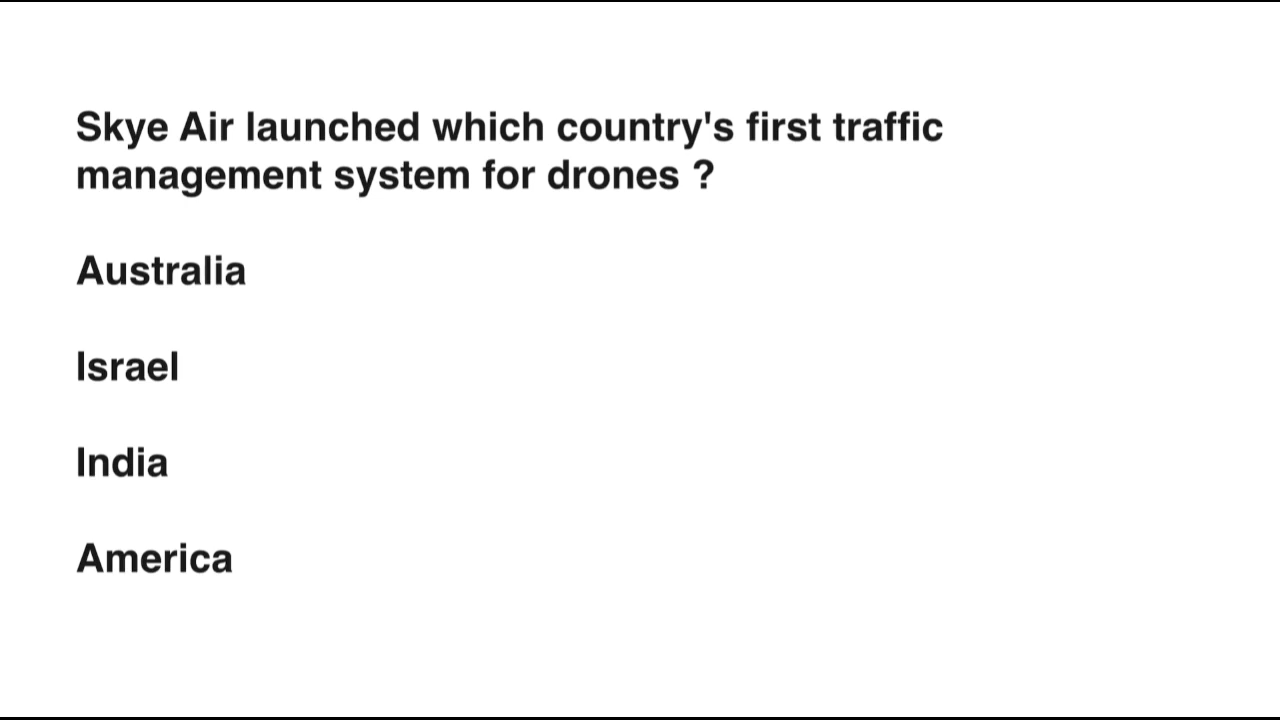 Skye Air launched which country's first traffic
management system for drones ?
Australia
Israel
India
America